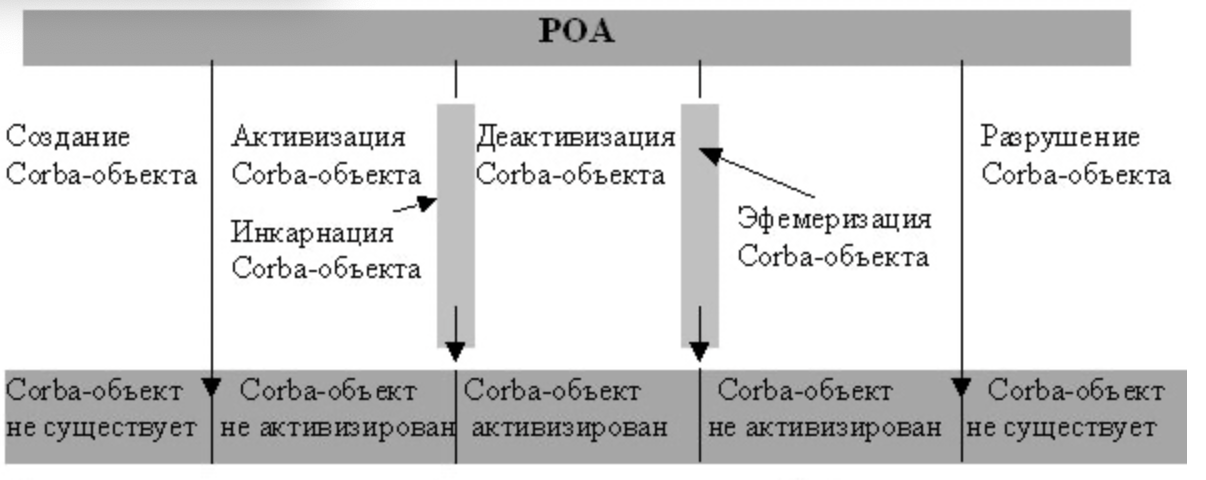 POA
Создание
Corba-объекта
Активизация
Corba-объекта
Инкарнация
Corba-объекта
Деактивизация
Corba-объекта
Эфемеризация
Corba-объекта
Разрушение
Corba-объекта
Corba-объект
не существует
Corba-объект
не активизирован
Corba-объект
активизирован
Corba-объект
не активизирован
Corba-объект
не существует